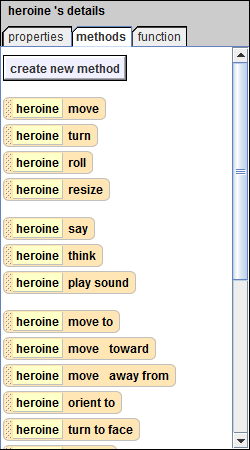 heroine 's details
properties methods function
create new method
heroine move
heroine turn
heroine roll
heroine resize
heroine say
heroine think
heroine play sound
heroine move to
heroine move toward
heroine move away from
heroine orient to
heroine turn to face